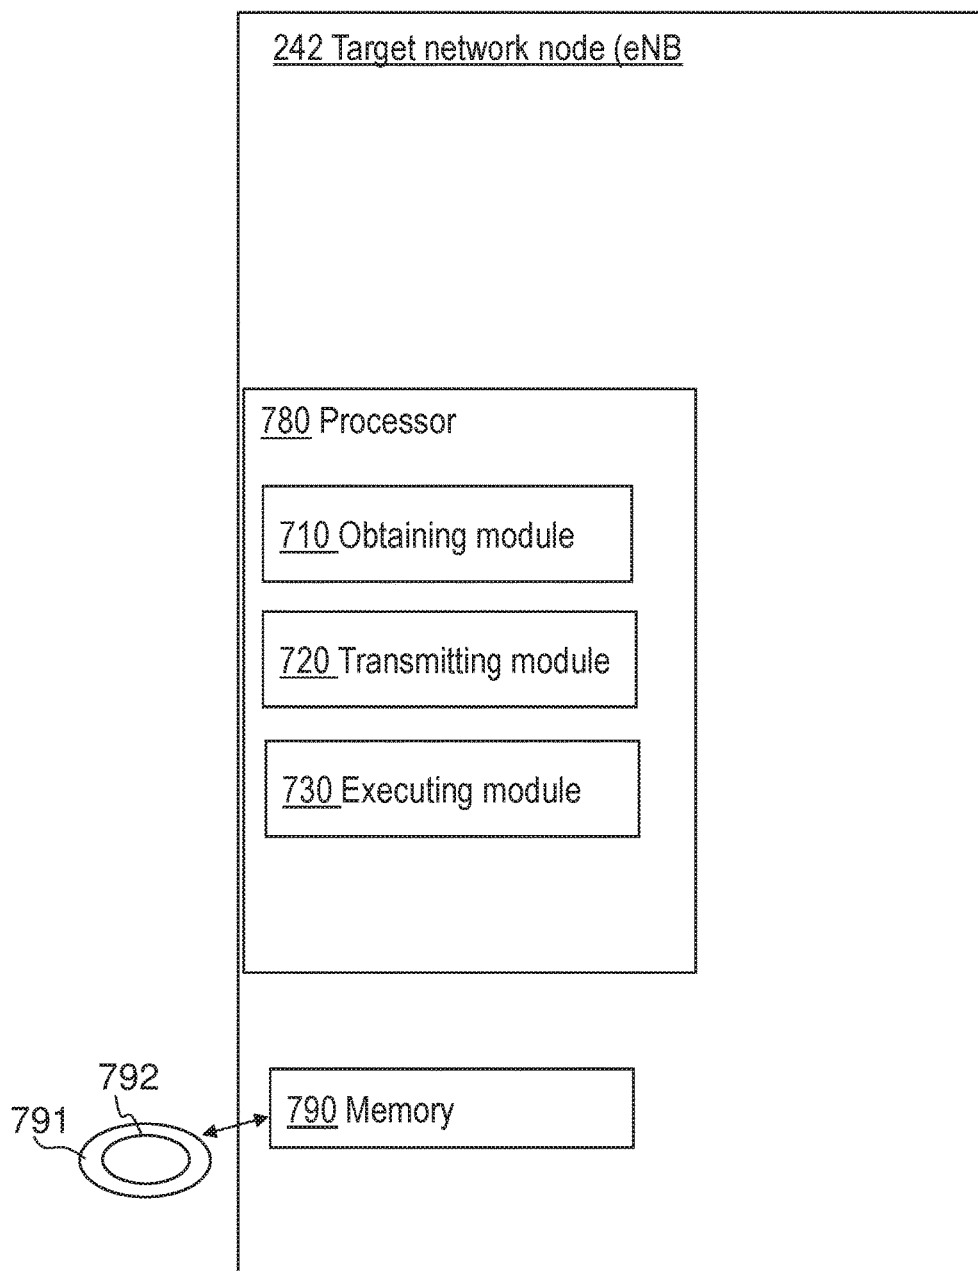 242 Target network node (eNB
780 Processor
710 Obtaining module
720 Transmitting module
730 Executing module
792
791
790 Memory